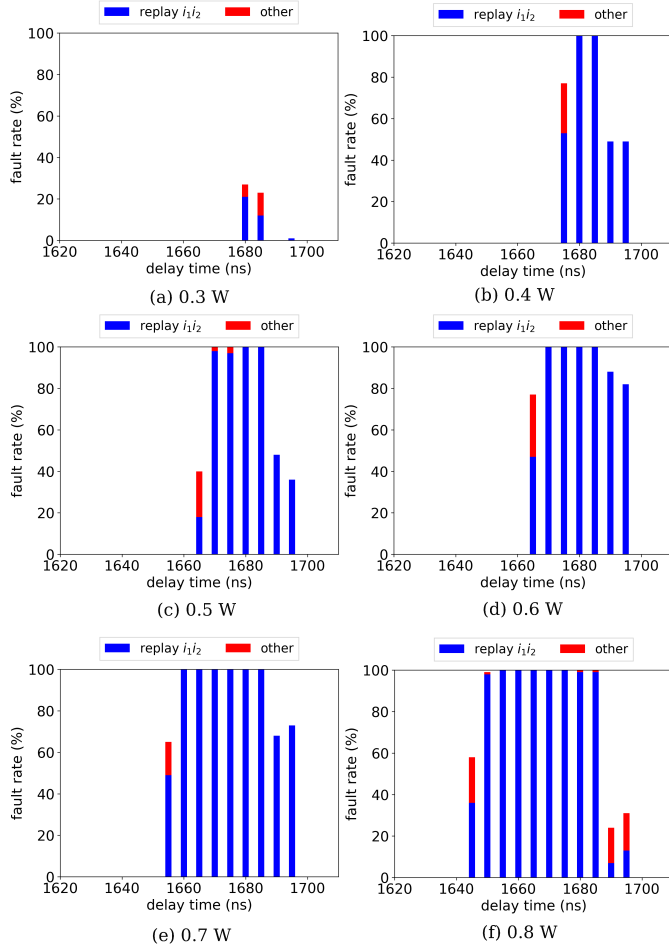 replay i₁i₂ other
fault rate (%)
100
80
60
40
20
0
1620 1640 1660 1680 1700
delay time (ns)
(a) 0.3 W
replay i₁i₂ other
fault rate (%)
100
80
60
40
20
0
1620 1640 1660 1680 1700
delay time (ns)
(b) 0.4 W
replay i₁i₂ other
fault rate (%)
100
80
60
40
20
0
1620 1640 1660 1680 1700
delay time (ns)
(c) 0.5 W
replay i₁i₂ other
fault rate (%)
100
80
60
40
20
0
1620 1640 1660 1680 1700
delay time (ns)
(d) 0.6 W
replay i₁i₂ other
fault rate (%)
100
80
60
40
20
0
1620 1640 1660 1680 1700
delay time (ns)
(e) 0.7 W
replay i₁i₂ other
fault rate (%)
100
80
60
40
20
0
1620 1640 1660 1680 1700
delay time (ns)
(f) 0.8 W